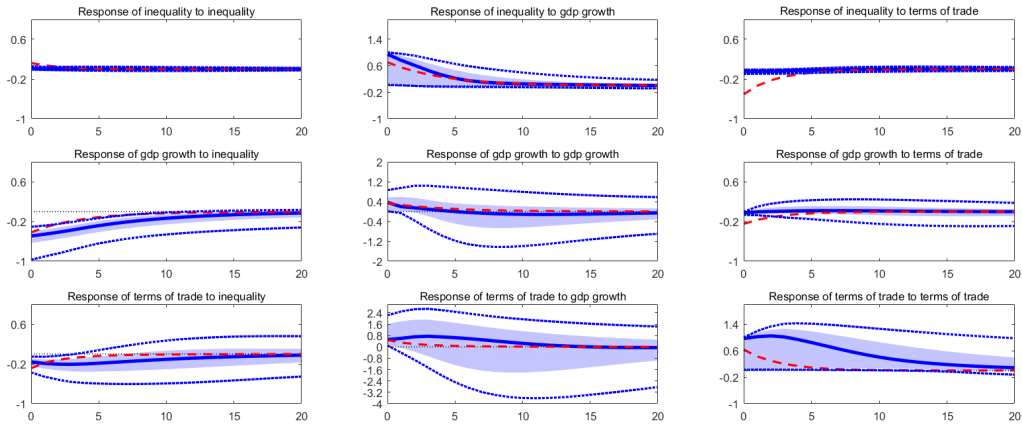 Response of inequality to inequality
0.6
-0.2
-1
0 5 10 15 20
Response of inequality to gdp growth
1.4
0.6
-0.2
-1
0 5 10 15 20
Response of inequality to terms of trade
0.6
-0.2
-1
0 5 10 15 20
Response of gdp growth to inequality
0.6
-0.2
-1
0 5 10 15 20
Response of gdp growth to gdp growth
2
1.2
0.4
-0.4
-1.2
-2
0 5 10 15 20
Response of gdp growth to terms of trade
0.6
-0.2
-1
0 5 10 15 20
Response of terms of trade to inequality
0.6
-0.2
-1
0 5 10 15 20
Response of terms of trade to gdp growth
2.4
1.6
0.8
0
-0.8
-1.6
-2.4
-3.2
-4
0 5 10 15 20
Response of terms of trade to terms of trade
1.4
0.6
-0.2
-1
0 5 10 15 20